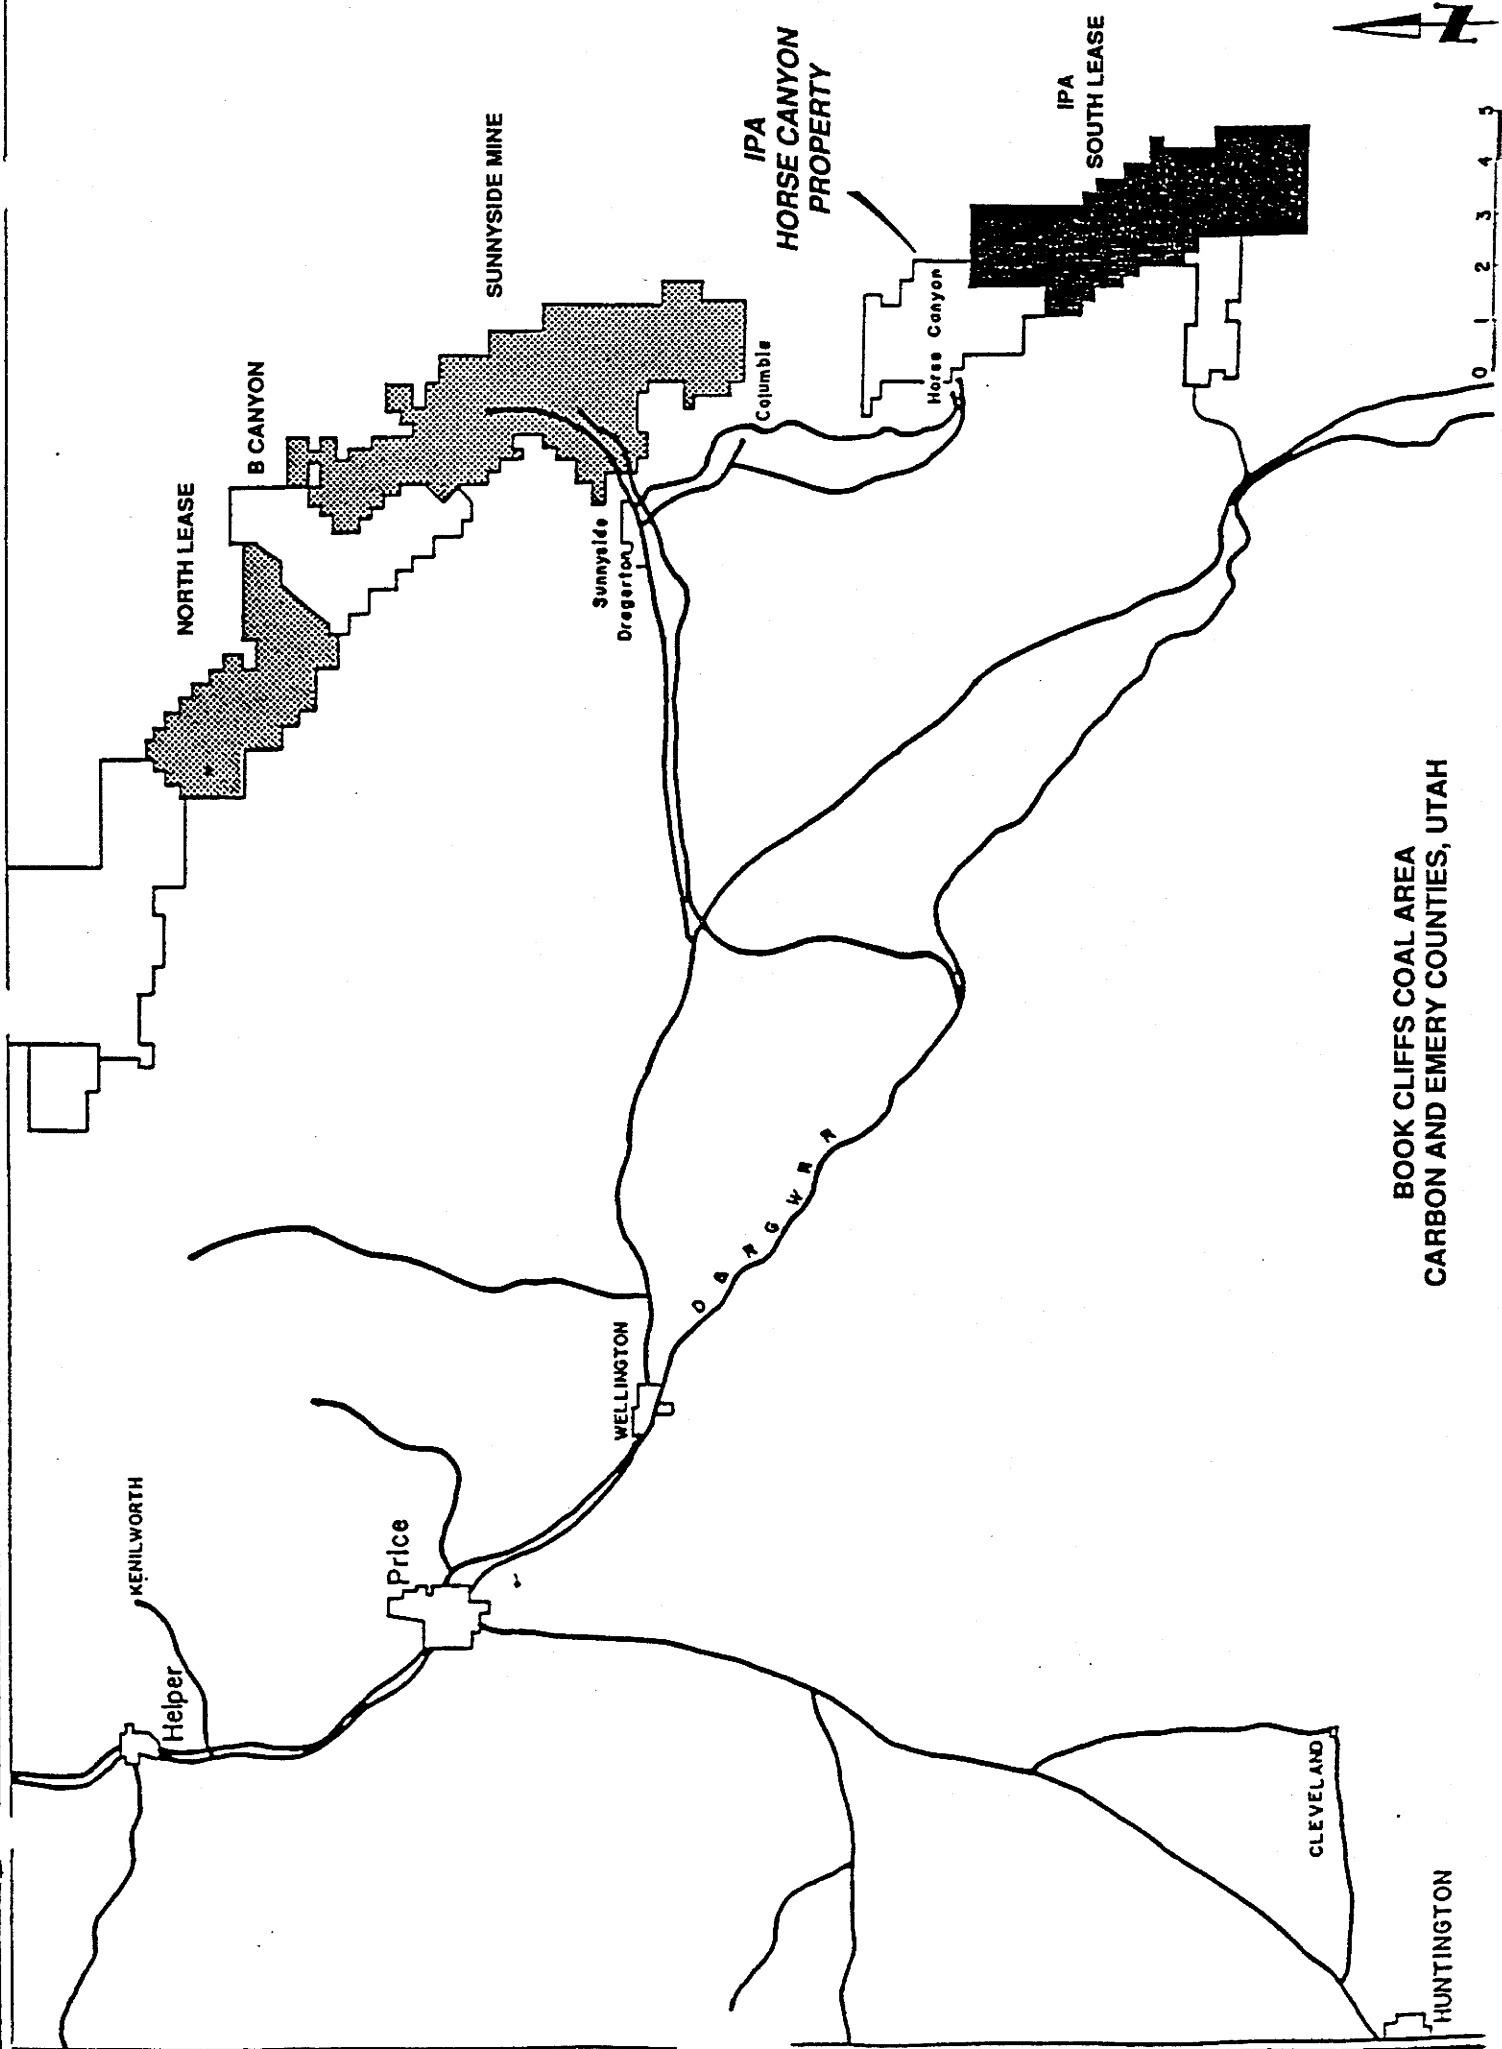 KENILWORTH
Helper
Price
WELLINGTON
NORTH LEASE
B CANYON
SUNNYSIDE MINE
Sunnyside
Dragerton
Columbia
IPA
HORSE CANYON
PROPERTY
Horse Canyon
IPA
SOUTH LEASE
D & R G W R R
CLEVELAND
HUNTINGTON
BOOK CLIFFS COAL AREA
CARBON AND EMERY COUNTIES, UTAH
0 1 2 3 4 5
N